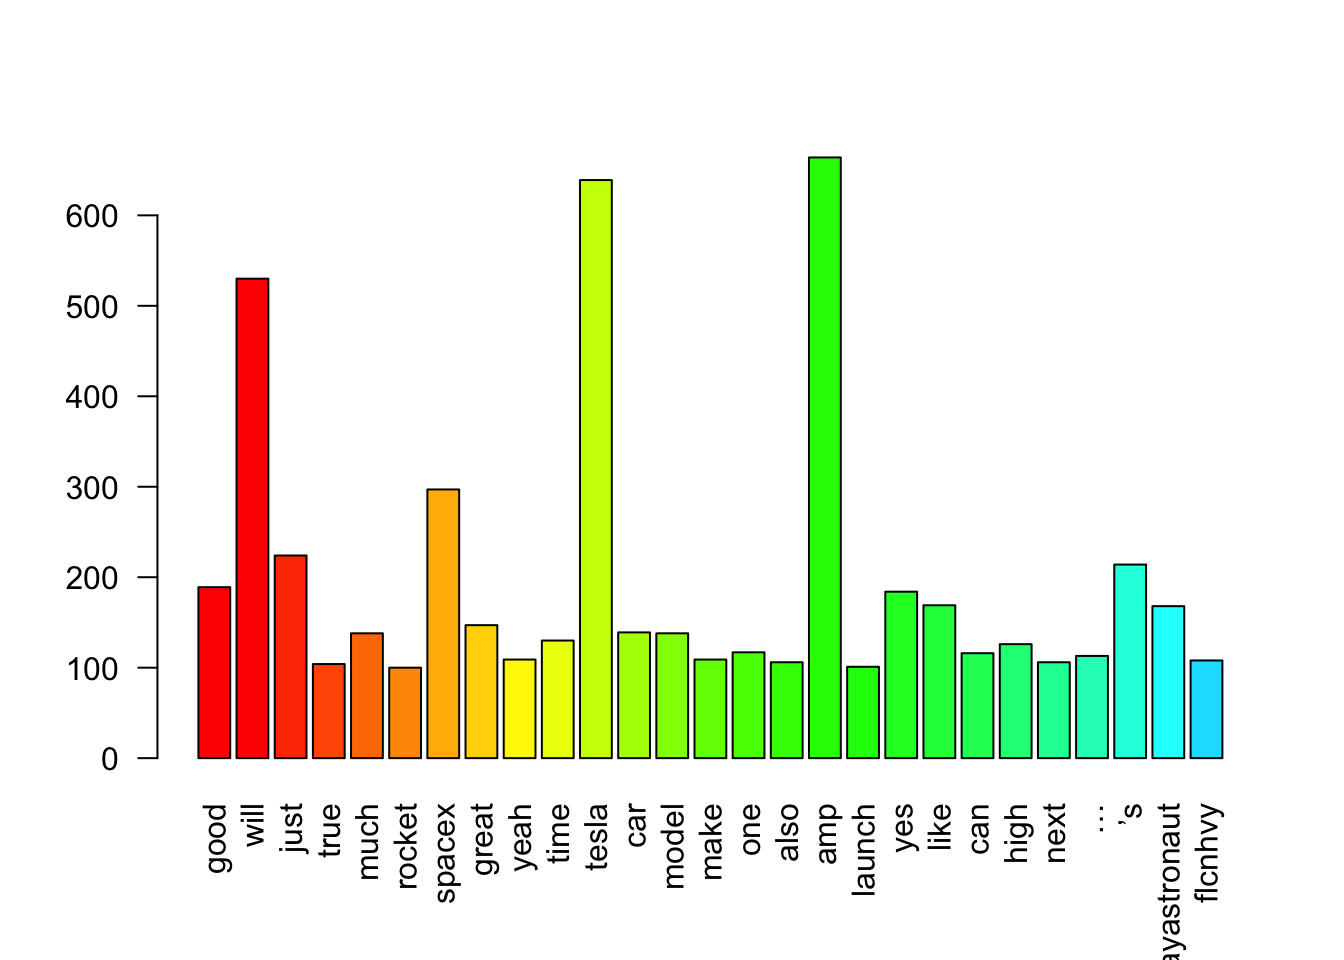 600
500
400
300
200
100
0
good
will
just
true
much
rocket
spacex
great
yeah
time
tesla
car
model
make
one
also
amp
launch
yes
like
can
high
next
…
’s
ayastronaut
flcnhvy